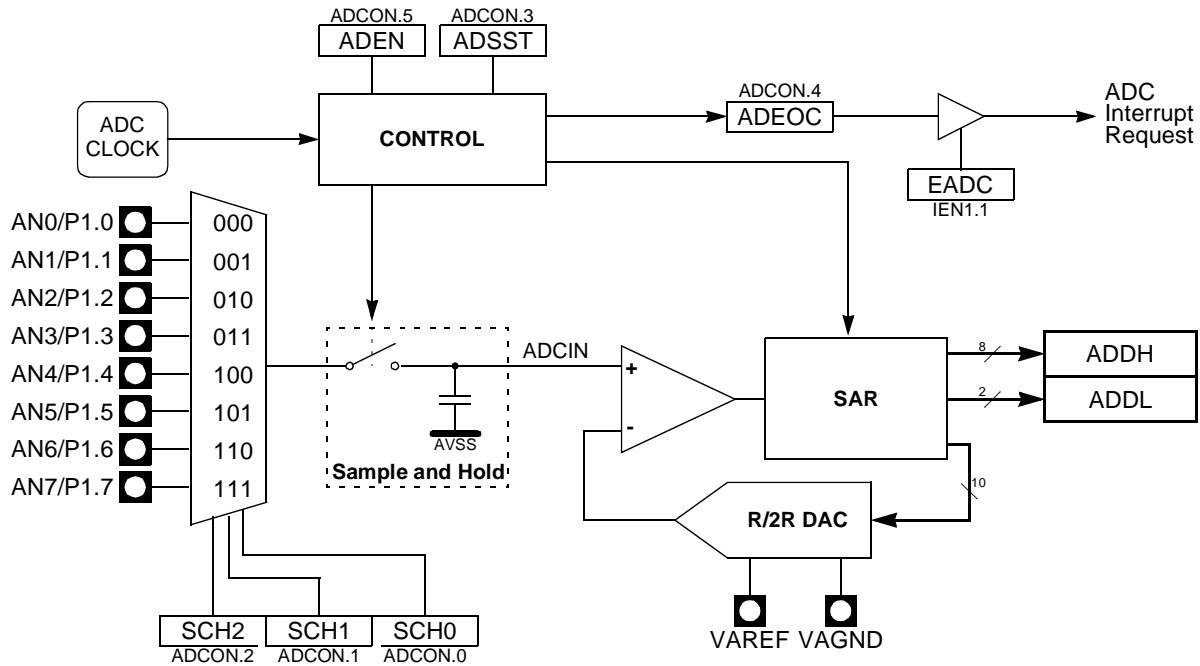 ADCON.5
ADCON.3
ADEN
ADSST
ADC
CLOCK
CONTROL
ADCON.4
ADEOC
ADC
Interrupt
Request
EADC
IEN1.1
AN0/P1.0
000
AN1/P1.1
001
AN2/P1.2
010
AN3/P1.3
011
AN4/P1.4
100
AN5/P1.5
101
AN6/P1.6
110
AN7/P1.7
111
AVSS
Sample and Hold
ADCIN
+
-
SAR
8
ADDH
2
ADDL
10
R/2R DAC
VAREF
VAGND
SCH2
SCH1
SCH0
ADCON.2
ADCON.1
ADCON.0